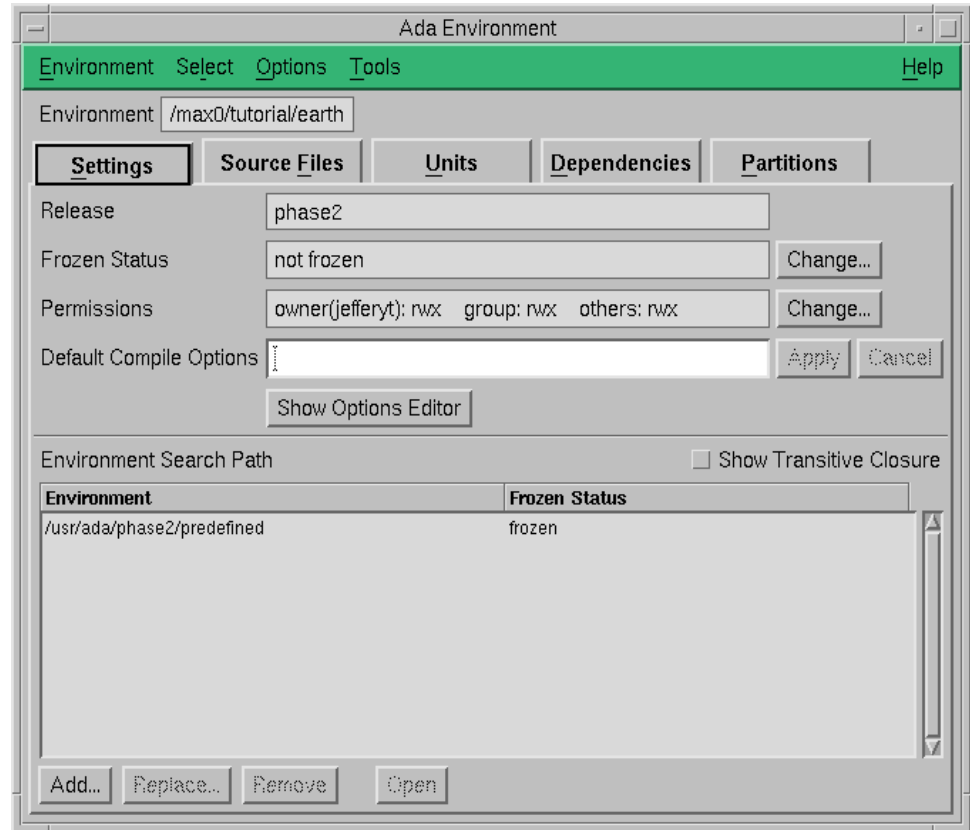 Ada Environment
Environment Select Options Tools Help
Environment /max0/tutorial/earth
Settings Source Files Units Dependencies Partitions
Release phase2
Frozen Status not frozen Change...
Permissions owner(jefferyt): rwx group: rwx others: rwx Change...
Default Compile Options Apply Cancel
Show Options Editor
Environment Search Path Show Transitive Closure
Environment Frozen Status
/usr/ada/phase2/predefined frozen
Add... Replace... Remove Open